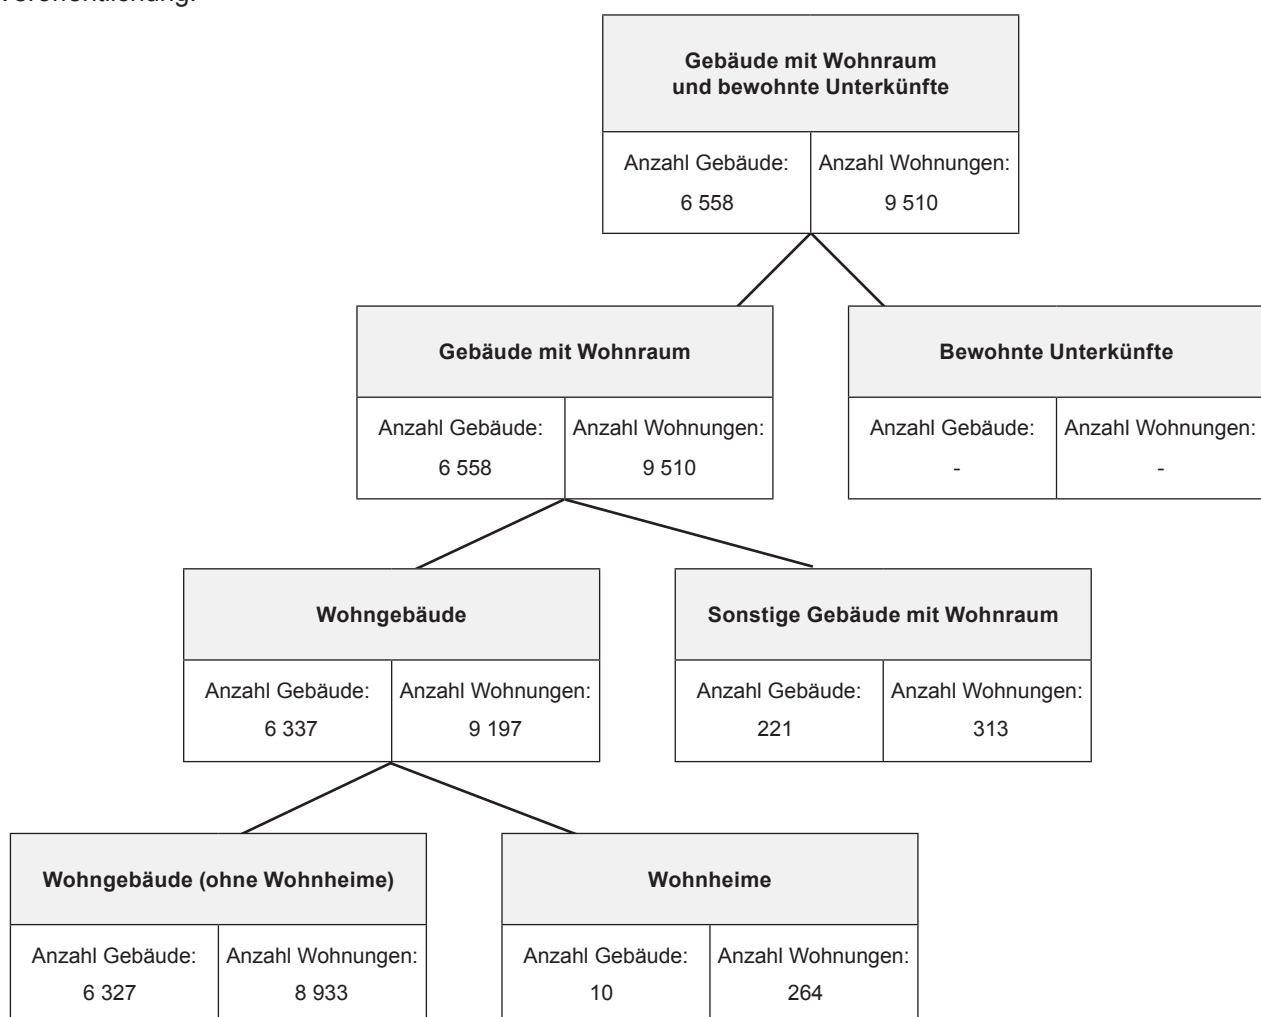 Veröffentlichung.
Gebäude mit Wohnraum
und bewohnte Unterkünfte
Anzahl Gebäude: Anzahl Wohnungen:
6 558 9 510
Gebäude mit Wohnraum Bewohnte Unterkünfte
Anzahl Gebäude: Anzahl Wohnungen: Anzahl Gebäude: Anzahl Wohnungen:
6 558 9 510 - -
Wohngebäude Sonstige Gebäude mit Wohnraum
Anzahl Gebäude: Anzahl Wohnungen: Anzahl Gebäude: Anzahl Wohnungen:
6 337 9 197 221 313
Wohngebäude (ohne Wohnheime) Wohnheime
Anzahl Gebäude: Anzahl Wohnungen: Anzahl Gebäude: Anzahl Wohnungen:
6 327 8 933 10 264